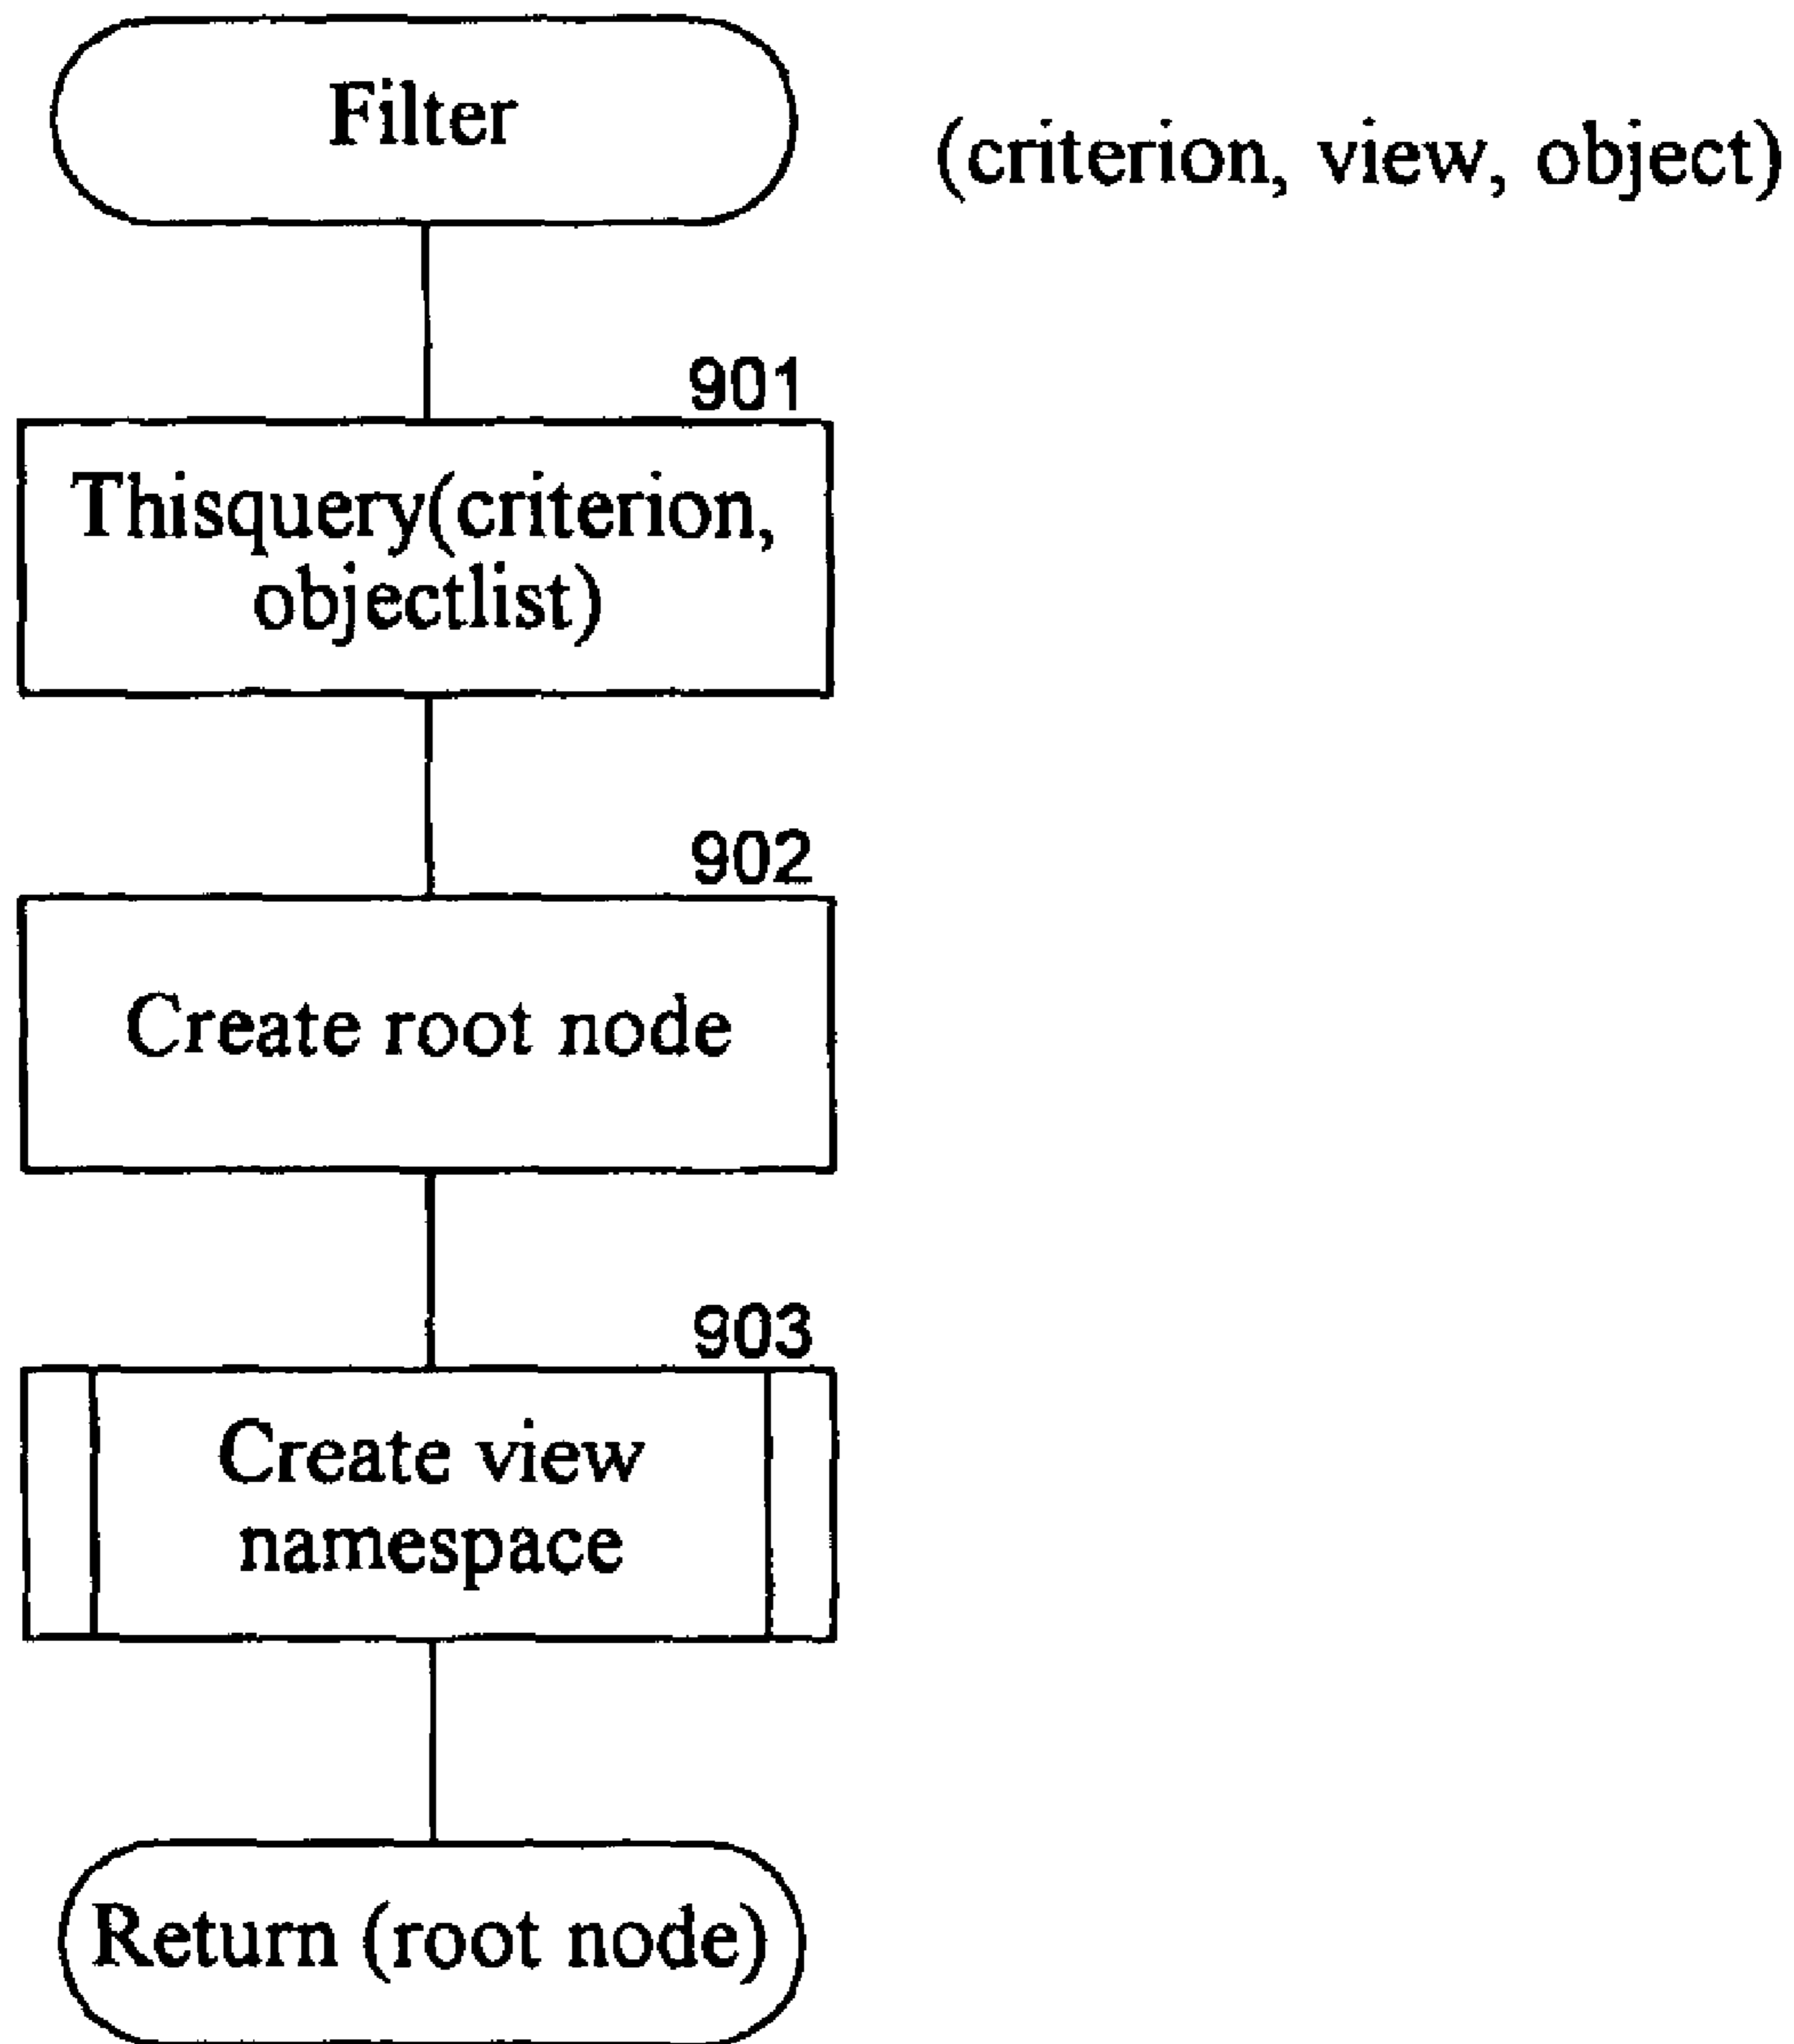 Filter
(criterion, view, object)
901
Thisquery(criterion,
objectlist)
902
Create root node
903
Create view
namespace
Return (root node)